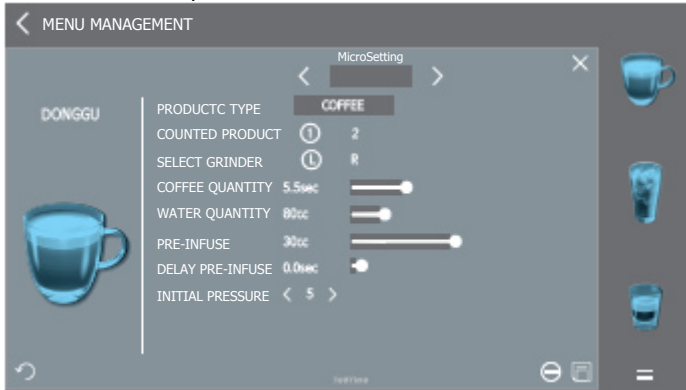 MENU MANAGEMENT
MicroSetting
DONGGU
PRODUCTC TYPE COFFEE
COUNTED PRODUCT 1 2
SELECT GRINDER L R
COFFEE QUANTITY 5.5sec
WATER QUANTITY 80cc
PRE-INFUSE 30cc
DELAY PRE-INFUSE 0.0sec
INITIAL PRESSURE < 5 >